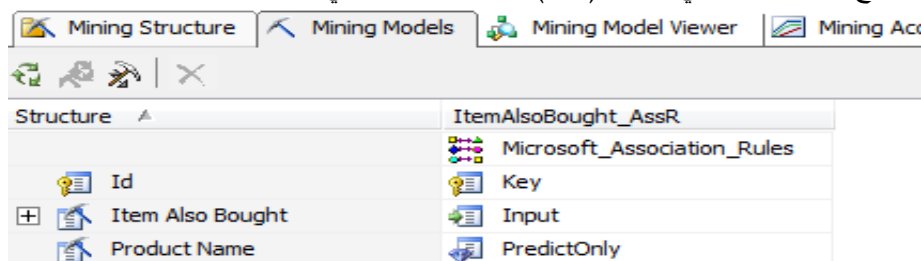 Mining Structure Mining Models Mining Model Viewer Mining Acc
Structure ItemAlsoBought_AssR
Microsoft_Association_Rules
Id Key
Item Also Bought Input
Product Name PredictOnly